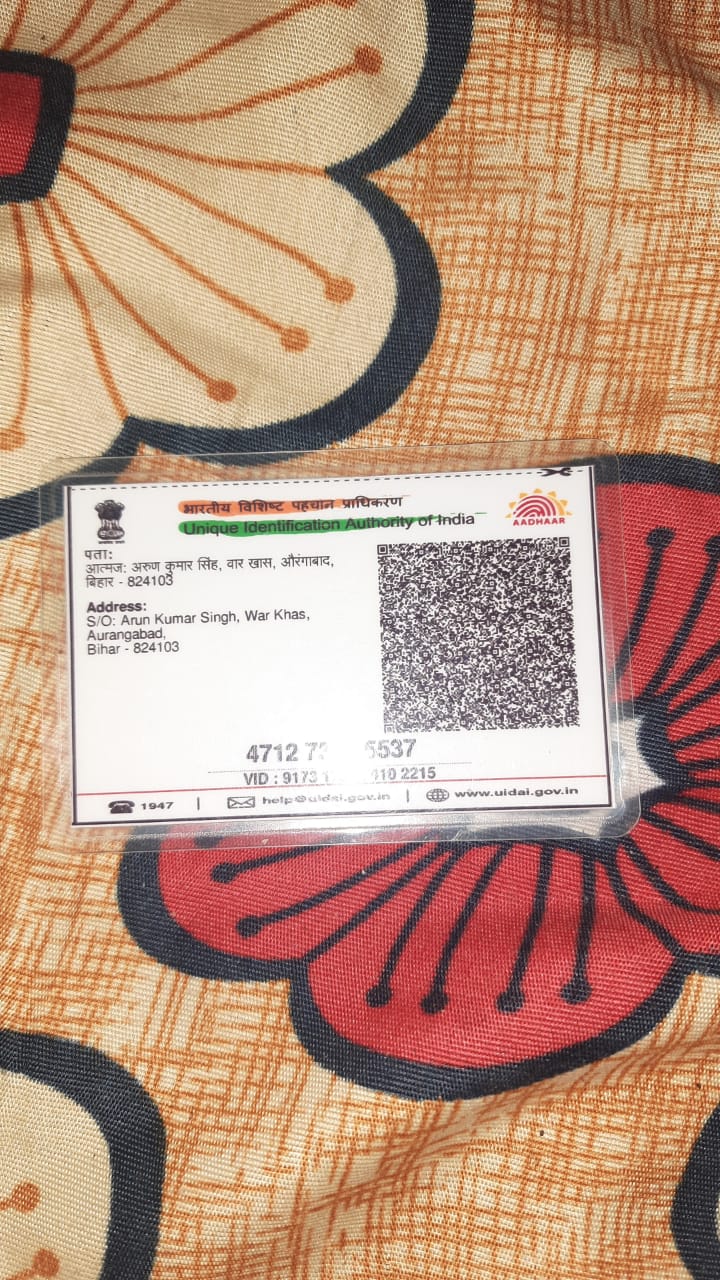 भारतीय विशिष्ट पहचान प्राधिकरण
Unique Identification Authority of India
AADHAAR
पता:
आत्मज: अरुण कुमार सिंह, वार खास, औरंगाबाद,
बिहार - 824103
Address:
S/O: Arun Kumar Singh, War Khas,
Aurangabad,
Bihar - 824103
4712 5537
VID : 9173 2215
1947 | help@uidai.gov.in | www.uidai.gov.in